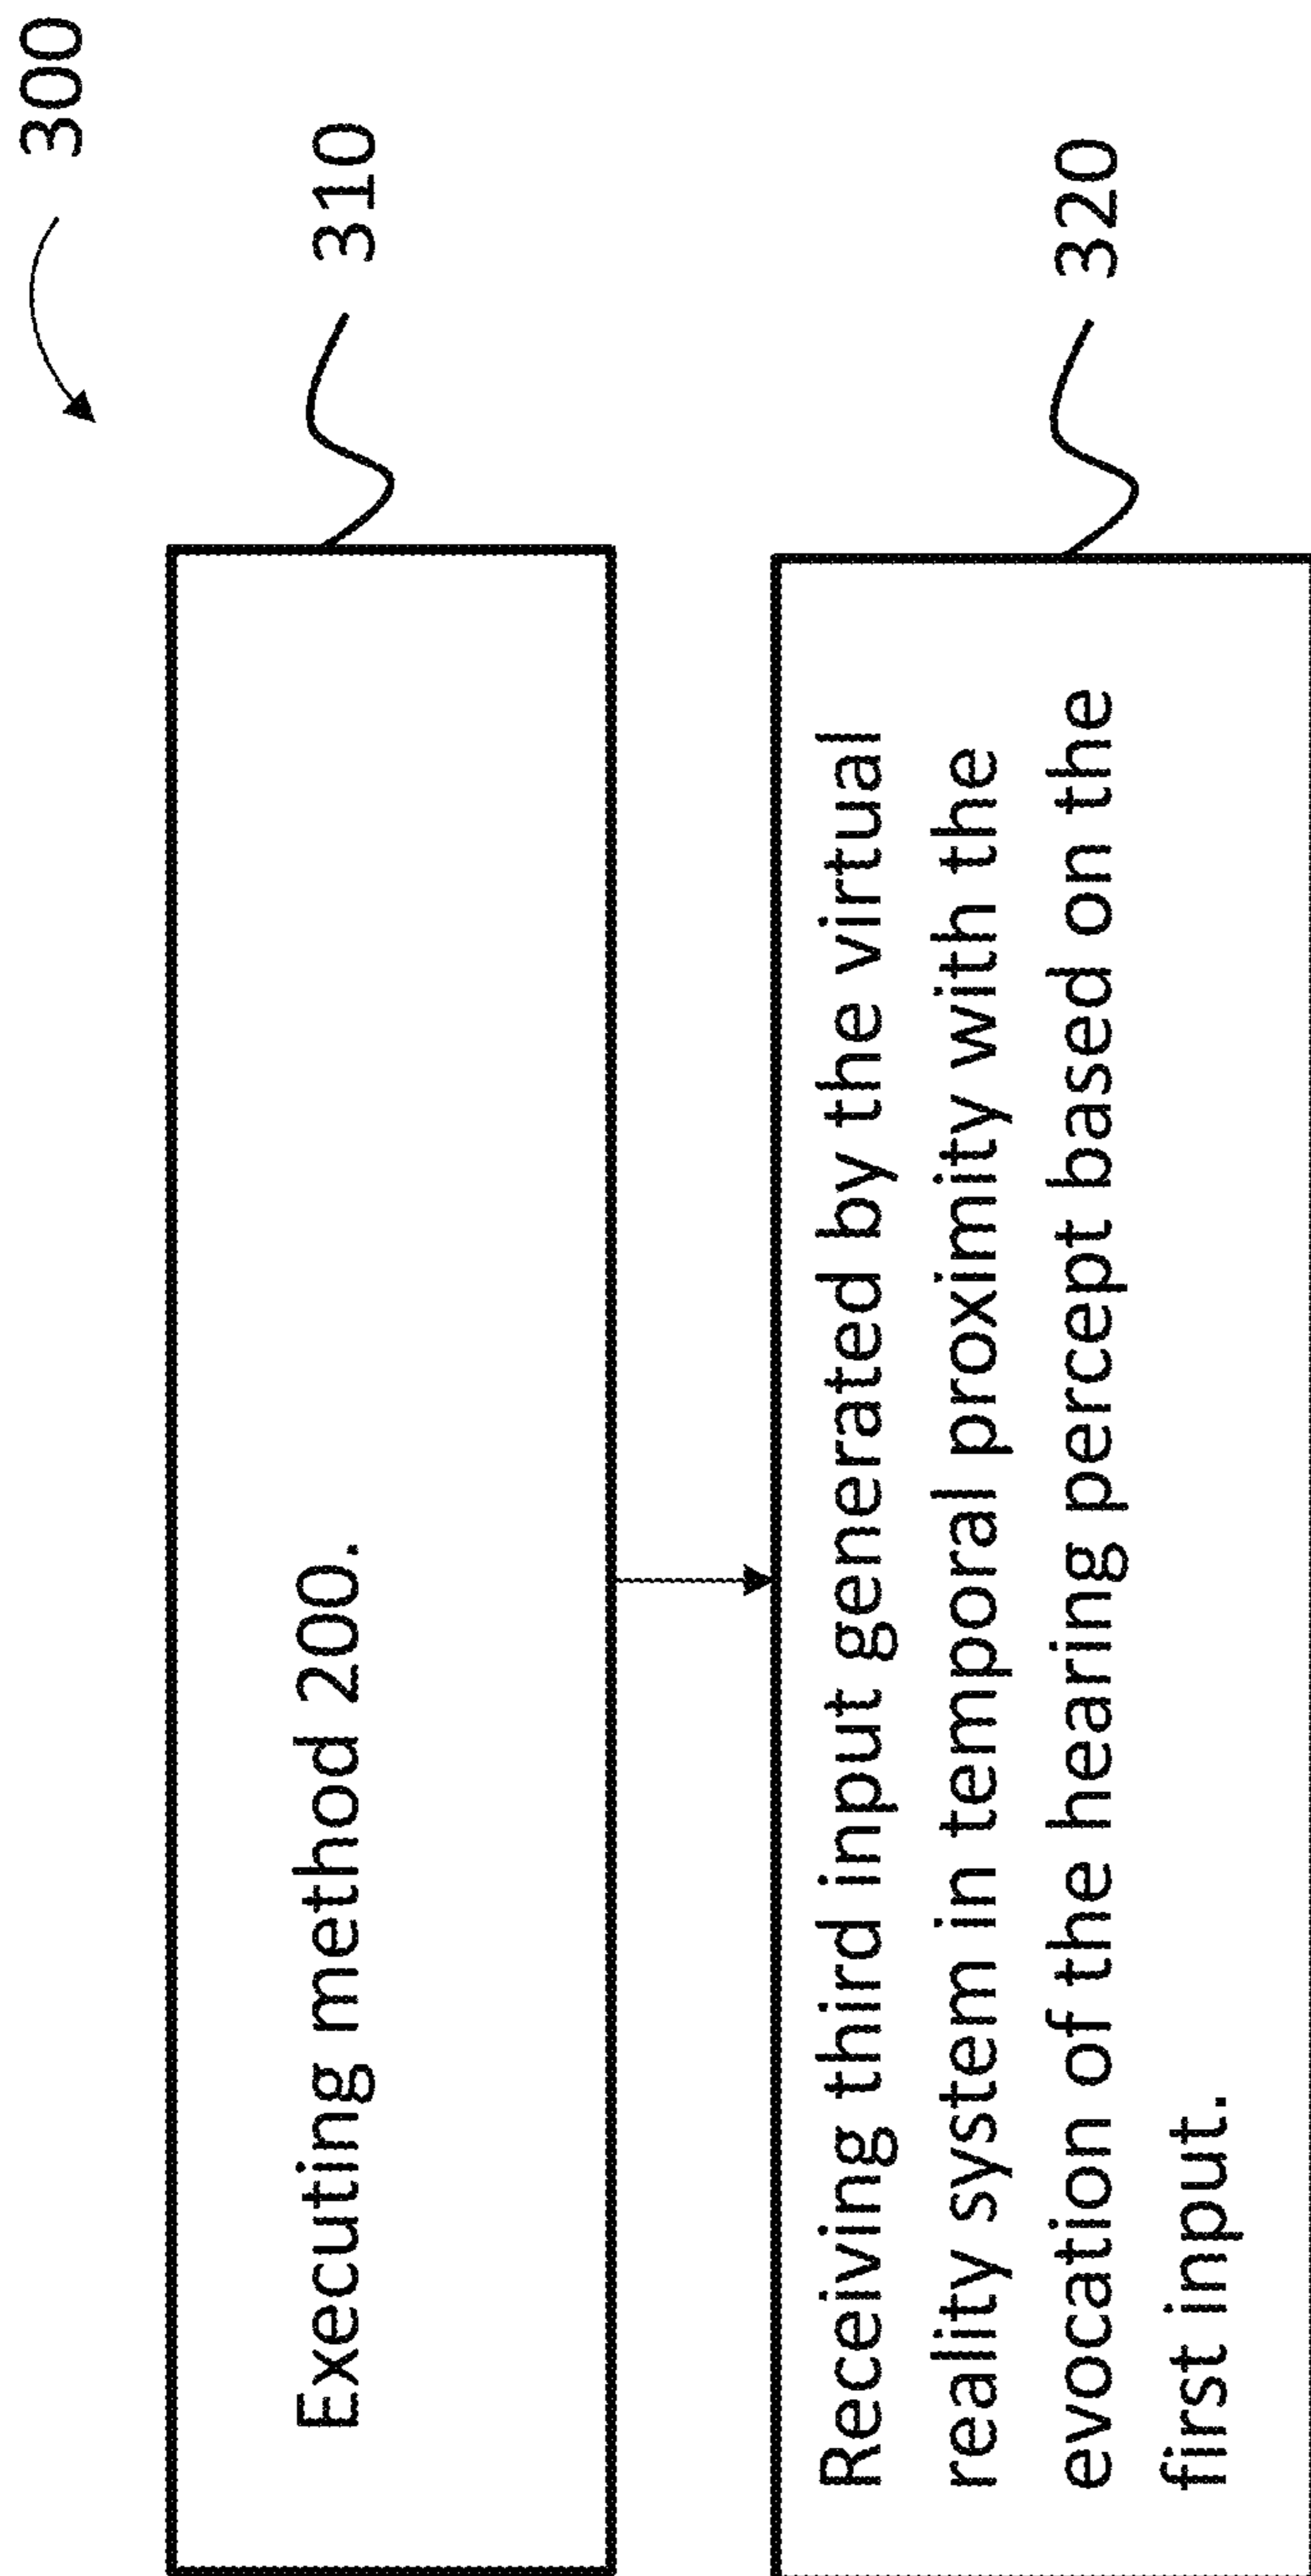 300
Executing method 200.
310
Receiving third input generated by the virtual
reality system in temporal proximity with the
evocation of the hearing percept based on the
first input.
320